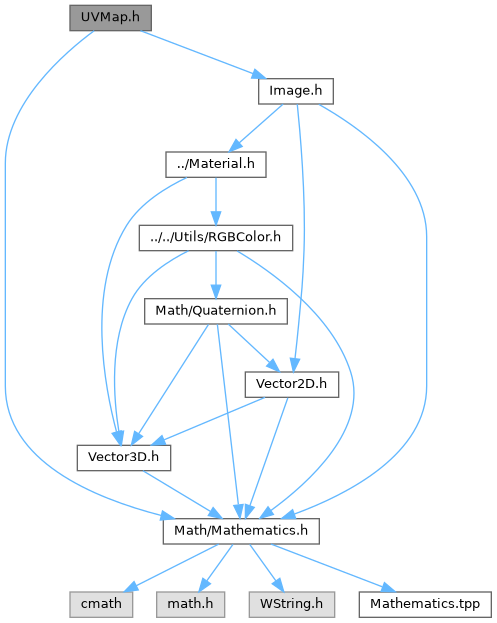 UVMap.h
Image.h
../Material.h
../../Utils/RGBColor.h
Math/Quaternion.h
Vector2D.h
Vector3D.h
Math/Mathematics.h
cmath
math.h
WString.h
Mathematics.tpp